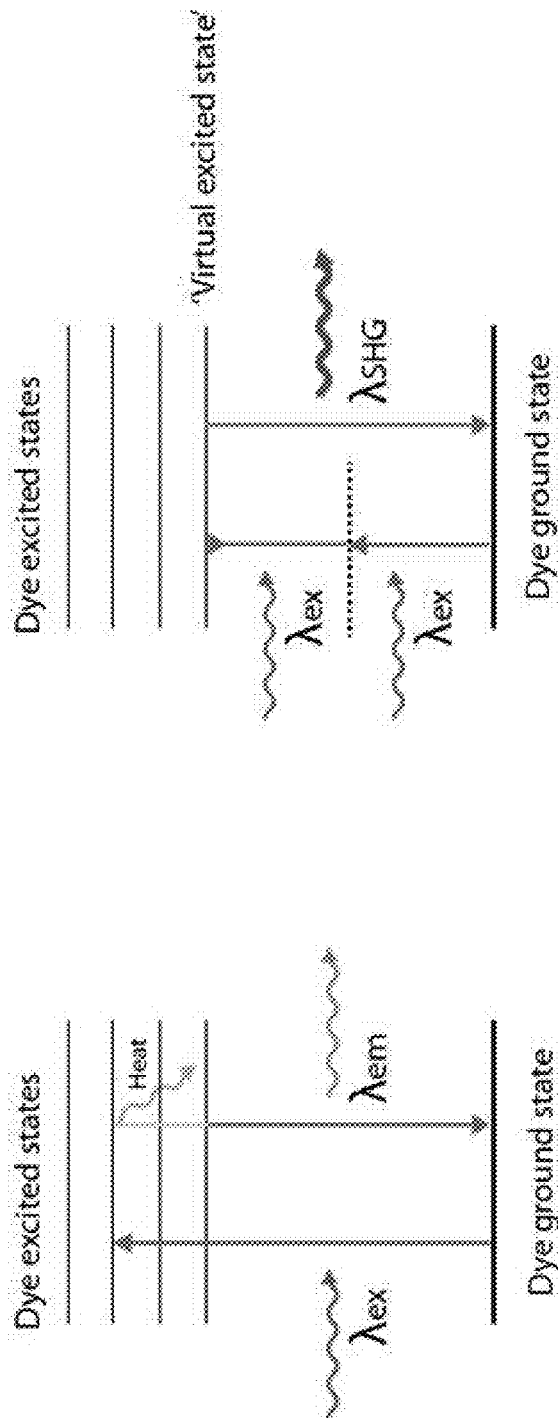 Dye excited states
Heat
λex
λem
Dye ground state
Dye excited states
'Virtual excited state'
λex
λex
λSHG
Dye ground state